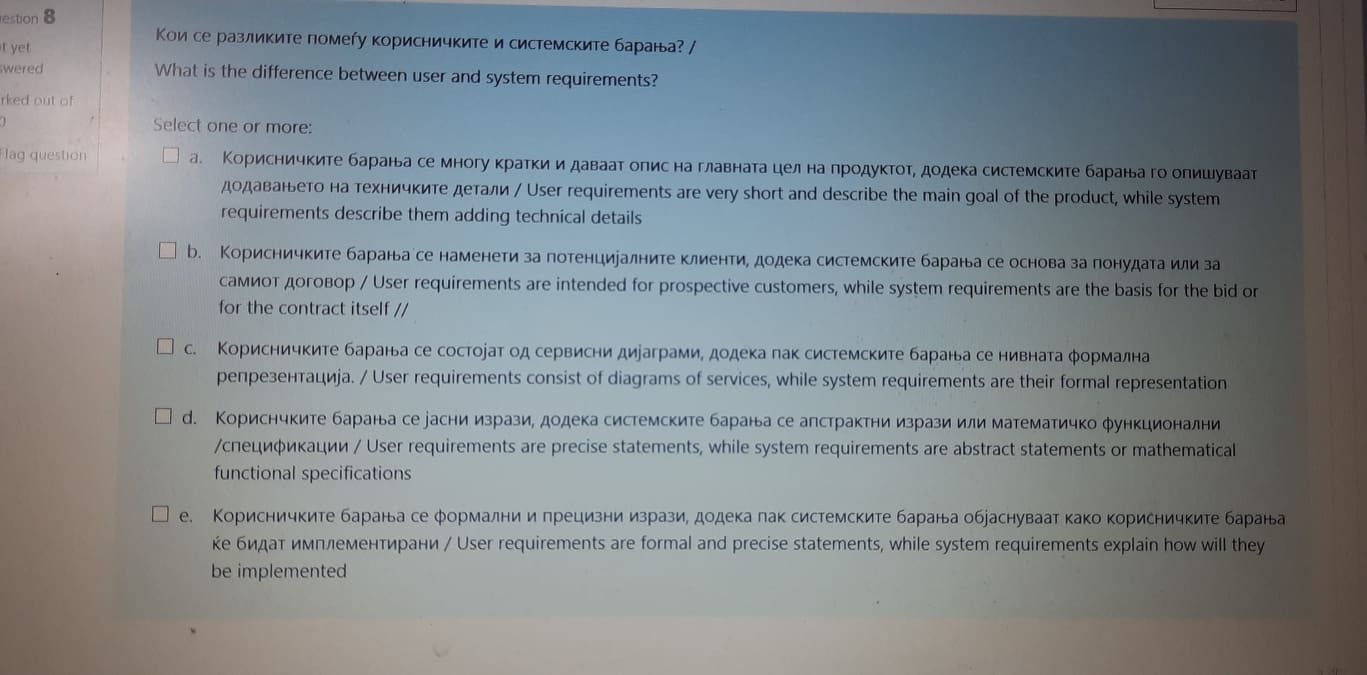 estion 8
t yet
swered
rked out of
Flag question
Кои се разликите помеѓу корисничките и системските барања? /
What is the difference between user and system requirements?
Select one or more:
a. Корисничките барања се многу кратки и даваат опис на главната цел на продуктот, додека системските барања го опишуваат
додавањето на техничките детали / User requirements are very short and describe the main goal of the product, while system
requirements describe them adding technical details
b. Корисничките барања се наменети за потенцијалните клиенти, додека системските барања се основа за понудата или за
самиот договор / User requirements are intended for prospective customers, while system requirements are the basis for the bid or
for the contract itself //
c. Корисничките барања се состојат од сервисни дијаграми, додека пак системските барања се нивната формална
репрезентација. / User requirements consist of diagrams of services, while system requirements are their formal representation
d. Кориснчките барања се јасни изрази, додека системските барања се апстрактни изрази или математичко функционални
/спецификации / User requirements are precise statements, while system requirements are abstract statements or mathematical
functional specifications
e. Корисничките барања се формални и прецизни изрази, додека пак системските барања објаснуваат како корисничките барања
ќе бидат имплементирани / User requirements are formal and precise statements, while system requirements explain how will they
be implemented